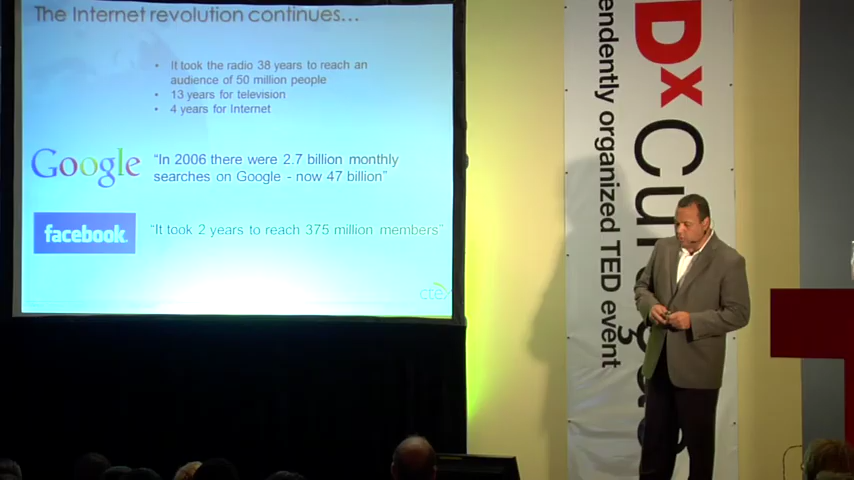 The Internet revolution continues...
• It took the radio 38 years to reach an
audience of 50 million people
• 13 years for television
• 4 years for Internet
Google
"In 2006 there were 2.7 billion monthly
searches on Google - now 47 billion"
facebook.
"It took 2 years to reach 375 million members"
ctex
Dx
pendently organized TED event